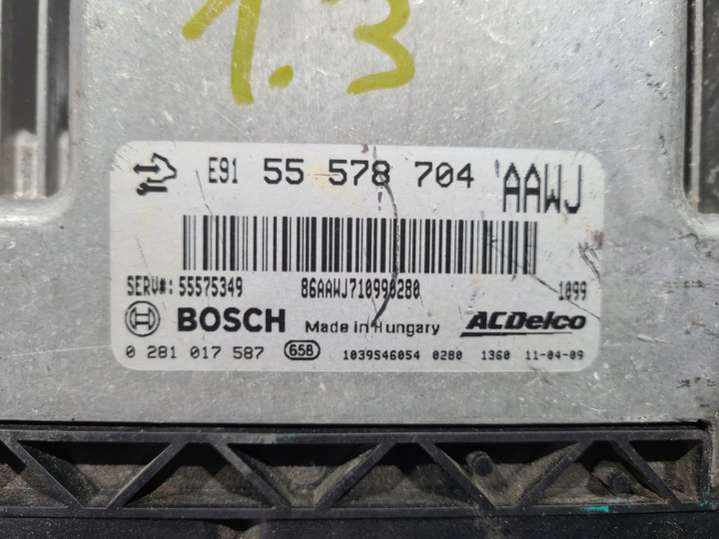 1.3
E91 55 578 704 AAWJ
SERV#: 55575349 86AAWJ710990280 1099
BOSCH Made in Hungary ACDelco
0 281 017 587 658 1039S46054 0280 1360 11-04-09